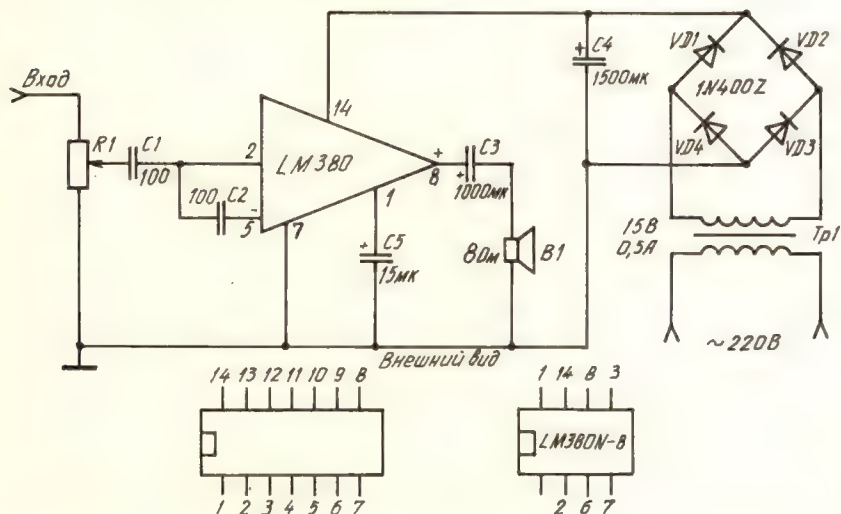 Вход
R1
C1
100
100
C2
2
5
-
14
LM380
7
1
8
+
+
C3
1000мк
+
C5
15мк
8Ом
B1
+
C4
1500мк
VD1
VD2
1N400Z
VD4
VD3
15В
0,5А
Тр1
~220В
Внешний вид
14 13 12 11 10 9 8
1 2 3 4 5 6 7
1 14 8 3
LM380N-8
2 6 7